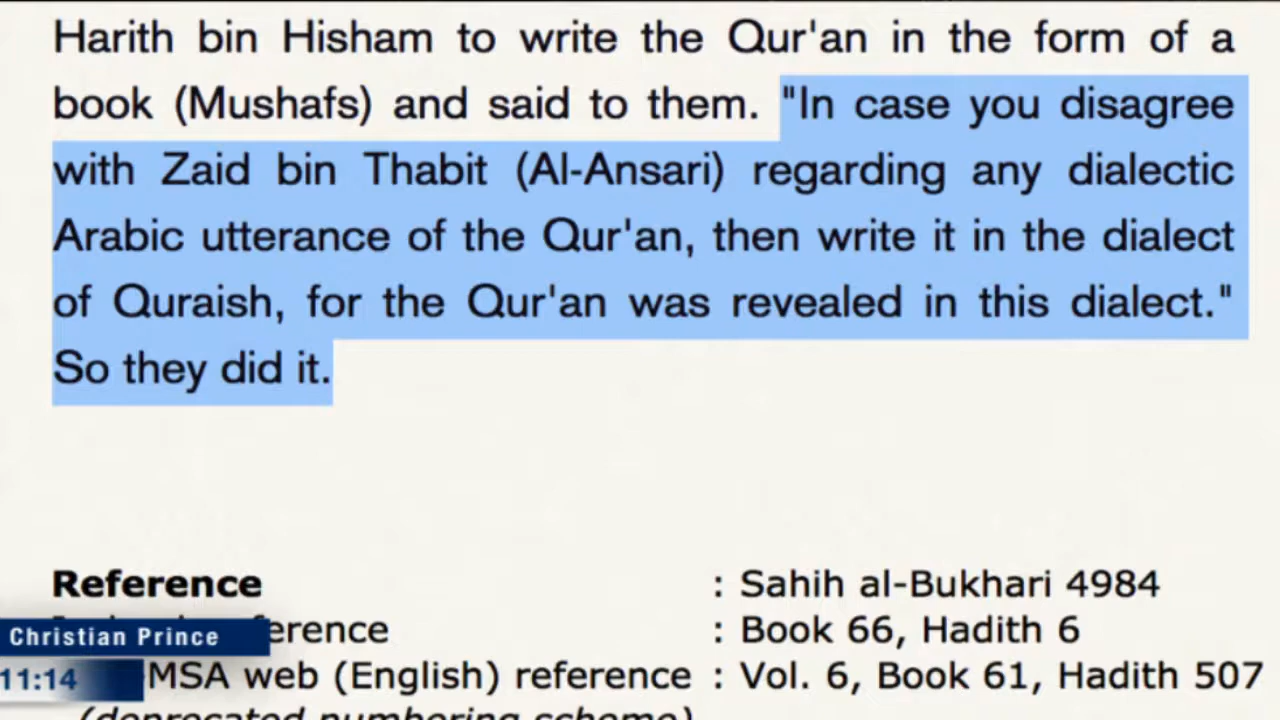 Harith bin Hisham to write the Qur'an in the form of a
book (Mushafs) and said to them. "In case you disagree
with Zaid bin Thabit (Al-Ansari) regarding any dialectic
Arabic utterance of the Qur'an, then write it in the dialect
of Quraish, for the Qur'an was revealed in this dialect."
So they did it.
Reference : Sahih al-Bukhari 4984
Christian Prince
erence : Book 66, Hadith 6
11:14
MSA web (English) reference : Vol. 6, Book 61, Hadith 507
(deprecated numbering scheme)